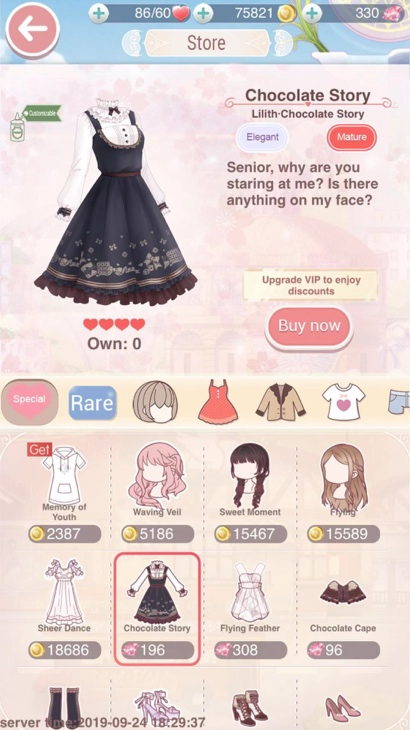 86/60
75821
330
Store
Customizable
Chocolate Story
Lilith·Chocolate Story
Elegant
Mature
Senior, why are you
staring at me? Is there
anything on my face?
Upgrade VIP to enjoy
discounts
Buy now
Own: 0
Special
Rare
Get
Memory of
Youth
Waving Veil
Sweet Moment
Flying
2387
5186
15467
15589
Sheer Dance
Chocolate Story
Flying Feather
Chocolate Cape
18686
196
308
96
server time:2019-09-24 18:29:37